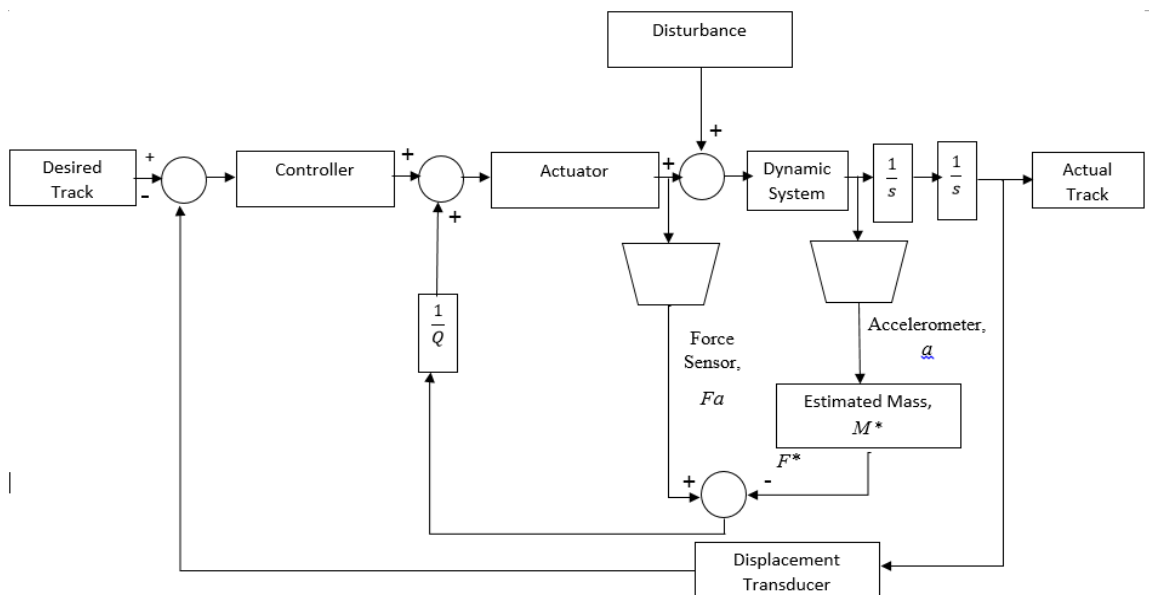 Disturbance
+
Desired
Track
+
-
Controller
+
+
Actuator
+
Dynamic
System
1
s
1
s
Actual
Track
1
Q
Force
Sensor,
Fa
Accelerometer,
a
Estimated Mass,
M*
F*
+
-
Displacement
Transducer